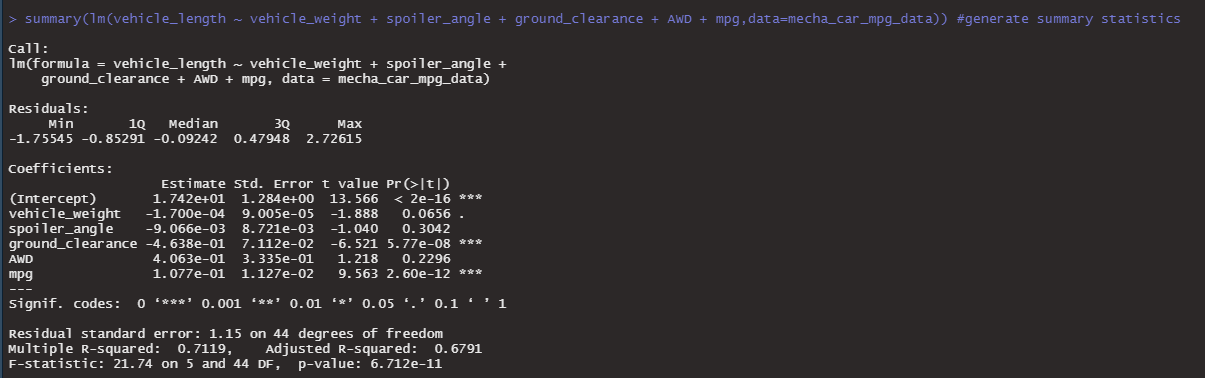 > summary(lm(vehicle_length ~ vehicle_weight + spoiler_angle + ground_clearance + AWD + mpg,data=mecha_car_mpg_data)) #generate summary statistics
Call:
lm(formula = vehicle_length ~ vehicle_weight + spoiler_angle +
    ground_clearance + AWD + mpg, data = mecha_car_mpg_data)
Residuals:
     Min       1Q   Median       3Q      Max
-1.75545 -0.85291 -0.09242  0.47948  2.72615
Coefficients:
                   Estimate Std. Error t value Pr(>|t|)
(Intercept)       1.742e+01  1.284e+00  13.566  < 2e-16 ***
vehicle_weight   -1.700e-04  9.005e-05  -1.888   0.0656 .
spoiler_angle    -9.066e-03  8.721e-03  -1.040   0.3042
ground_clearance -4.638e-01  7.112e-02  -6.521 5.77e-08 ***
AWD               4.063e-01  3.335e-01   1.218   0.2296
mpg               1.077e-01  1.127e-02   9.563 2.60e-12 ***
---
Signif. codes:  0 ‘***’ 0.001 ‘**’ 0.01 ‘*’ 0.05 ‘.’ 0.1 ‘ ’ 1
Residual standard error: 1.15 on 44 degrees of freedom
Multiple R-squared:  0.7119,    Adjusted R-squared:  0.6791
F-statistic: 21.74 on 5 and 44 DF,  p-value: 6.712e-11